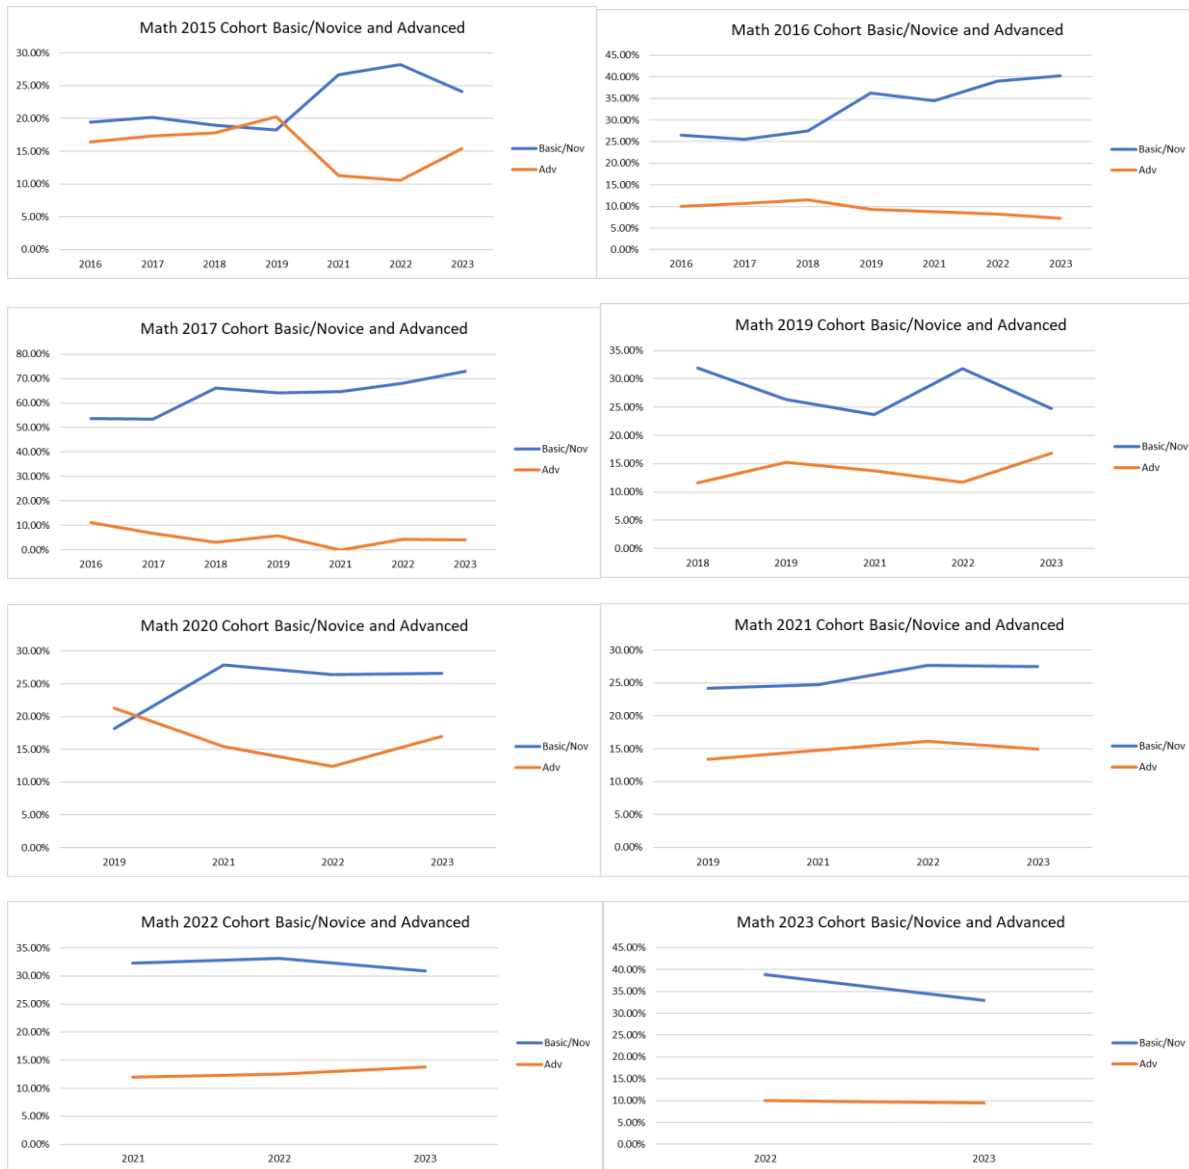 Math 2015 Cohort Basic/Novice and Advanced
30.00%
25.00%
20.00%
15.00%
10.00%
5.00%
0.00%
2016 2017 2018 2019 2021 2022 2023
Basic/Nov
Adv
Math 2016 Cohort Basic/Novice and Advanced
45.00%
40.00%
35.00%
30.00%
25.00%
20.00%
15.00%
10.00%
5.00%
0.00%
2016 2017 2018 2019 2021 2022 2023
Basic/Nov
Adv
Math 2017 Cohort Basic/Novice and Advanced
80.00%
70.00%
60.00%
50.00%
40.00%
30.00%
20.00%
10.00%
0.00%
2016 2017 2018 2019 2021 2022 2023
Basic/Nov
Adv
Math 2019 Cohort Basic/Novice and Advanced
35.00%
30.00%
25.00%
20.00%
15.00%
10.00%
5.00%
0.00%
2018 2019 2021 2022 2023
Basic/Nov
Adv
Math 2020 Cohort Basic/Novice and Advanced
30.00%
25.00%
20.00%
15.00%
10.00%
5.00%
0.00%
2019 2021 2022 2023
Basic/Nov
Adv
Math 2021 Cohort Basic/Novice and Advanced
30.00%
25.00%
20.00%
15.00%
10.00%
5.00%
0.00%
2019 2021 2022 2023
Basic/Nov
Adv
Math 2022 Cohort Basic/Novice and Advanced
35.00%
30.00%
25.00%
20.00%
15.00%
10.00%
5.00%
0.00%
2021 2022 2023
Basic/Nov
Adv
Math 2023 Cohort Basic/Novice and Advanced
45.00%
40.00%
35.00%
30.00%
25.00%
20.00%
15.00%
10.00%
5.00%
0.00%
2022 2023
Basic/Nov
Adv